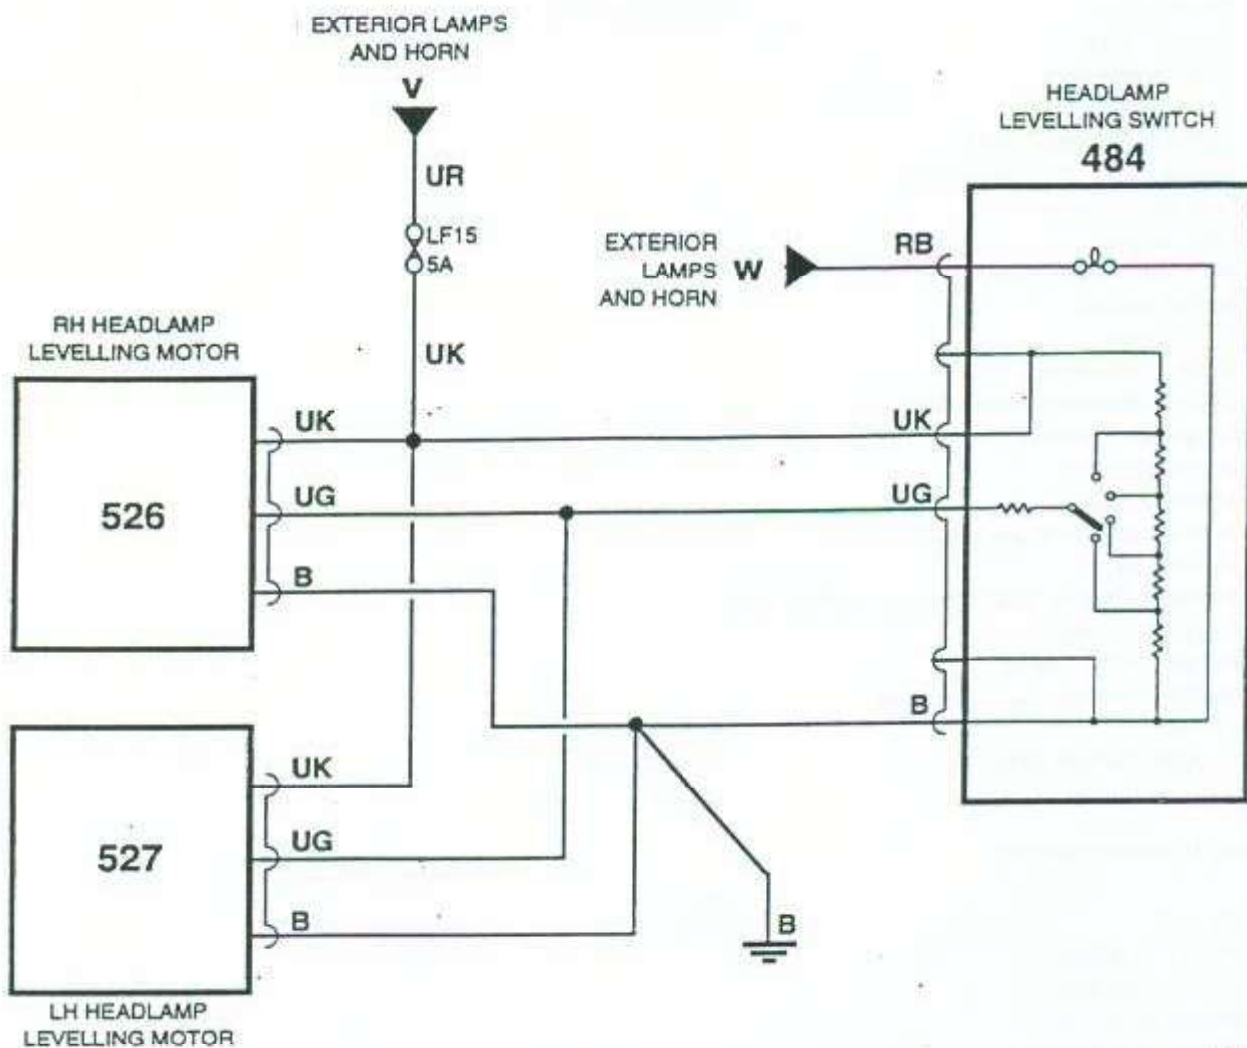 EXTERIOR LAMPS
AND HORN
V
UR
LF15
5A
UK
HEADLAMP
LEVELLING SWITCH
484
EXTERIOR
LAMPS
AND HORN
W
RB
RH HEADLAMP
LEVELLING MOTOR
526
UK
UG
B
UK
UG
B
527
UK
UG
B
LH HEADLAMP
LEVELLING MOTOR
B